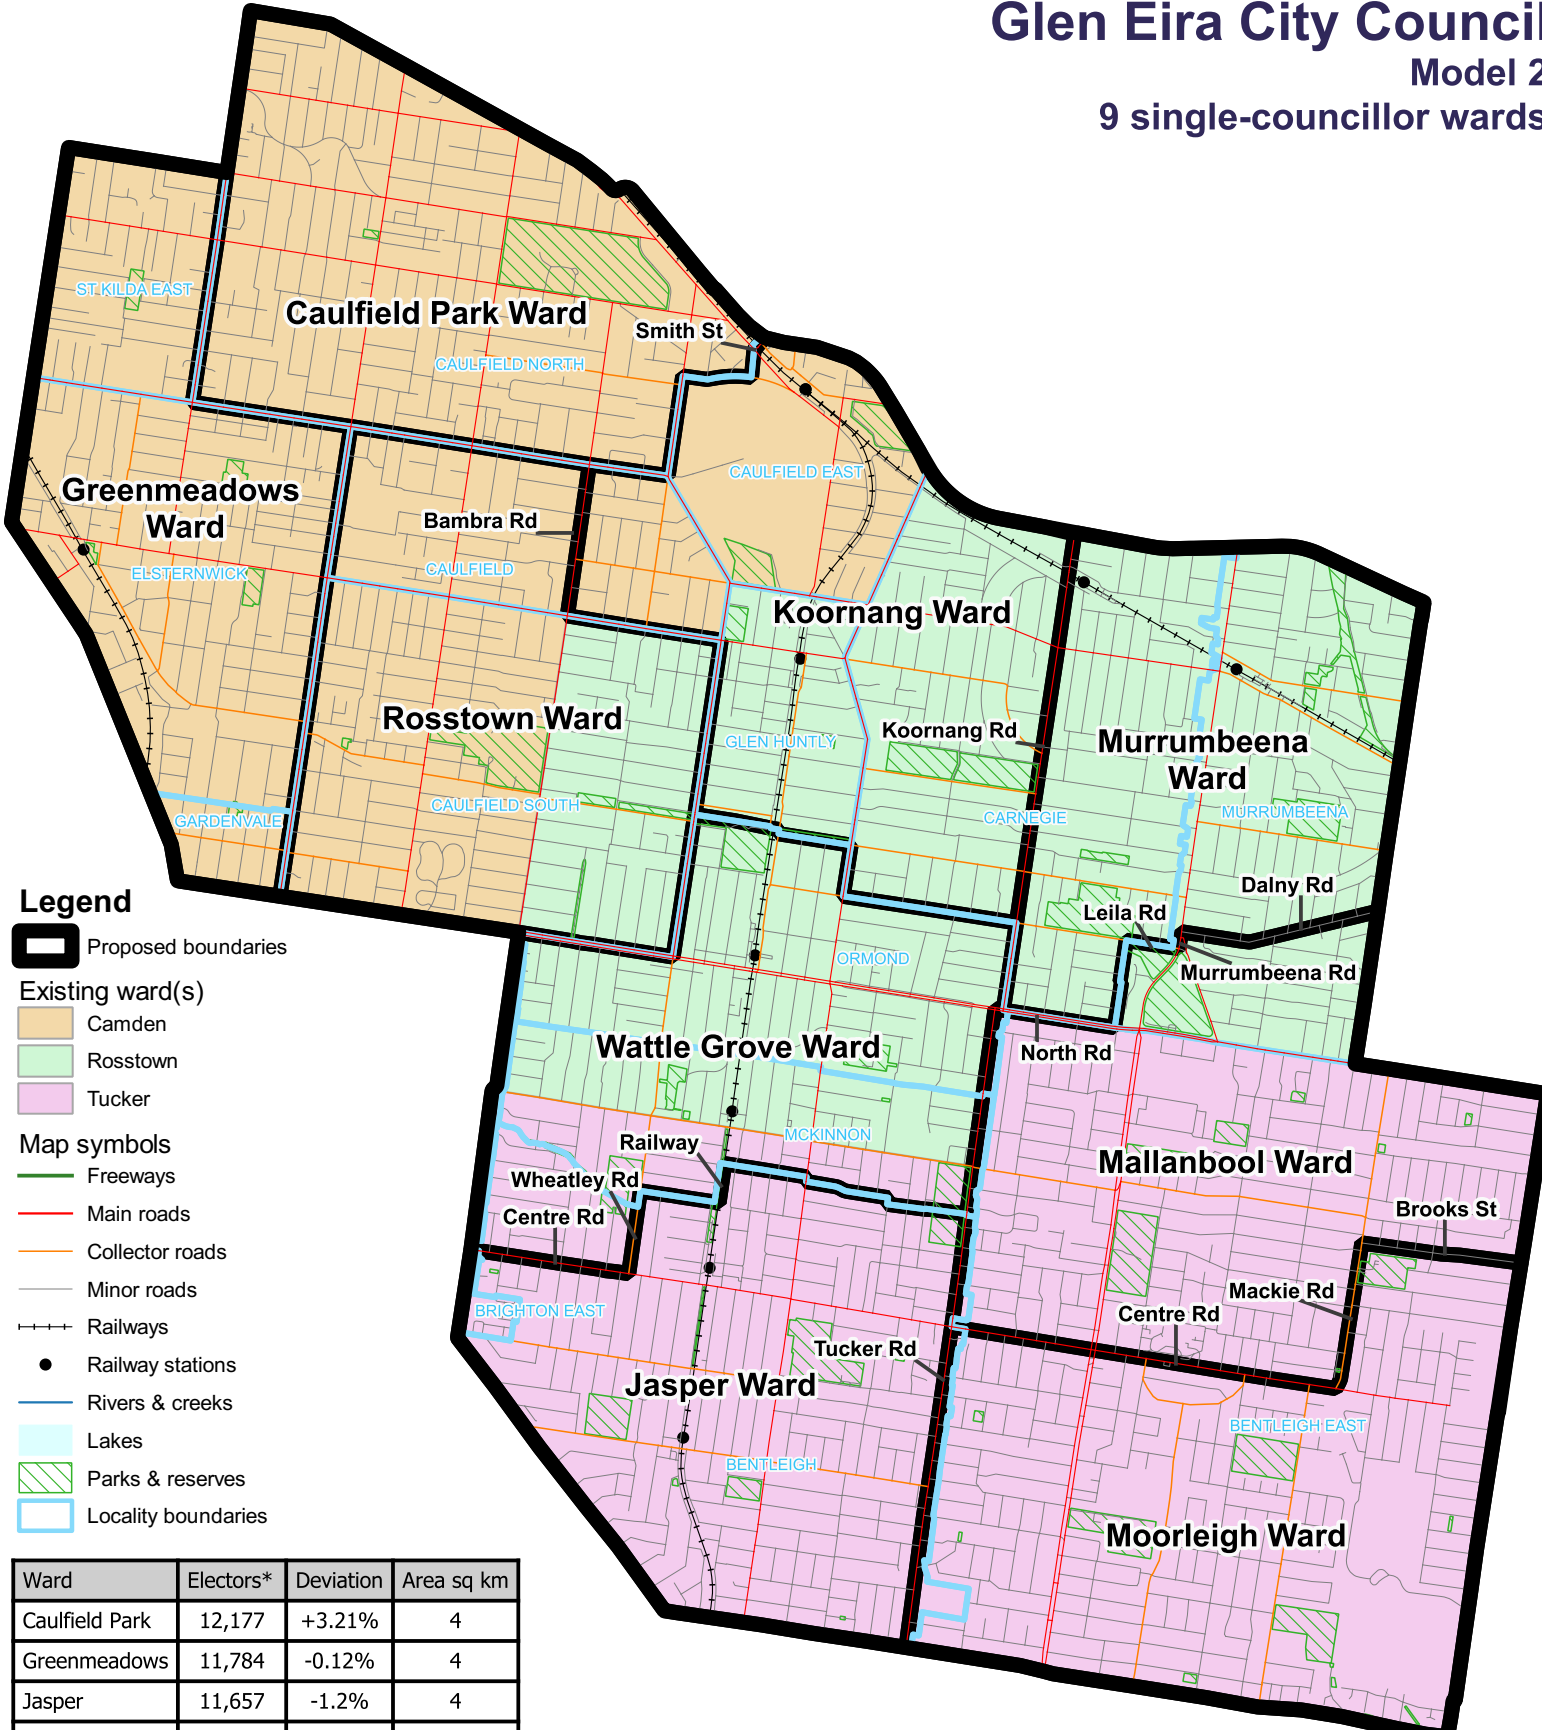 Glen Eira City Council
Model 2
9 single-councillor wards
ST KILDA EAST
Caulfield Park Ward
Smith St
CAULFIELD NORTH
CAULFIELD EAST
Greenmeadows
Ward
Bambra Rd
CAULFIELD
ELSTERNWICK
Koornang Ward
Rosstown Ward
Koornang Rd
GLEN HUNTLY
Murrumbeena
Ward
CAULFIELD SOUTH
GARDENVALE
CARNEGIE
MURRUMBEENA
Dalny Rd
Leila Rd
ORMOND
Murrumbeena Rd
Wattle Grove Ward
North Rd
MCKINNON
Railway
Mallanbool Ward
Wheatley Rd
Centre Rd
Brooks St
BRIGHTON EAST
Mackie Rd
Centre Rd
Tucker Rd
Jasper Ward
BENTLEIGH EAST
BENTLEIGH
Moorleigh Ward
Legend
Proposed boundaries
Existing ward(s)
Camden
Rosstown
Tucker
Map symbols
Freeways
Main roads
Collector roads
Minor roads
Railways
Railway stations
Rivers & creeks
Lakes
Parks & reserves
Locality boundaries
Ward Electors* Deviation Area sq km
Caulfield Park 12,177 +3.21% 4
Greenmeadows 11,784 -0.12% 4
Jasper 11,657 -1.2% 4